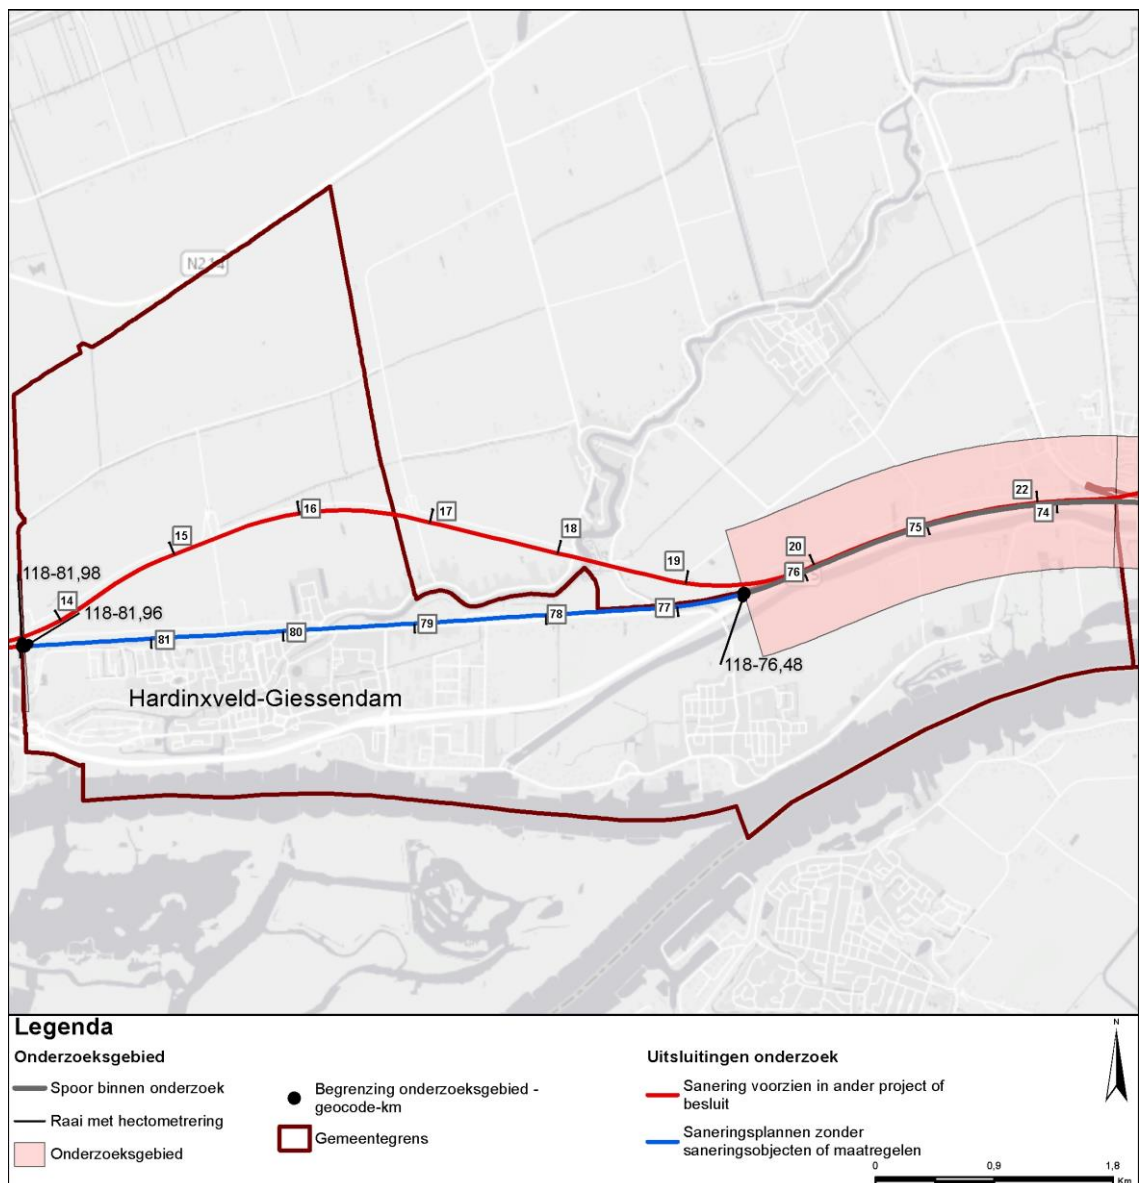 N214
22
74
75
20
76
16
17
18
15
19
118-81,98
14
118-81,96
77
78
79
80
81
118-76,48
Hardinxveld-Giessendam
Legenda
Onderzoeksgebied
Spoor binnen onderzoek
Raai met hectometrering
Onderzoeksgebied
Begrenzing onderzoeksgebied -
geocode-km
Gemeentegrens
Uitsluitingen onderzoek
Sanering voorzien in ander project of
besluit
Saneringsplannen zonder
saneringsobjecten of maatregelen
N
0 0,9 1,8
Km